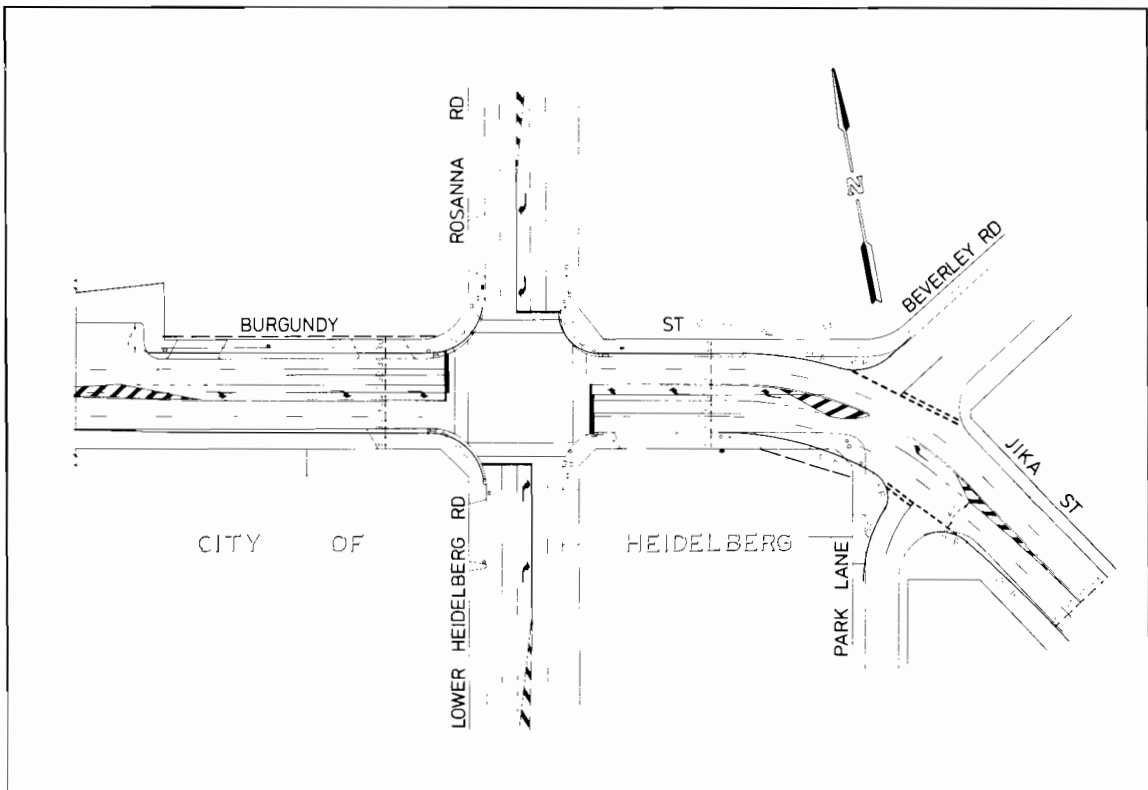 ROSANNA RD
N
BEVERLEY RD
BURGUNDY ST
JIKA ST
LOWER HEIDELBERG RD
CITY OF HEIDELBERG
PARK LANE